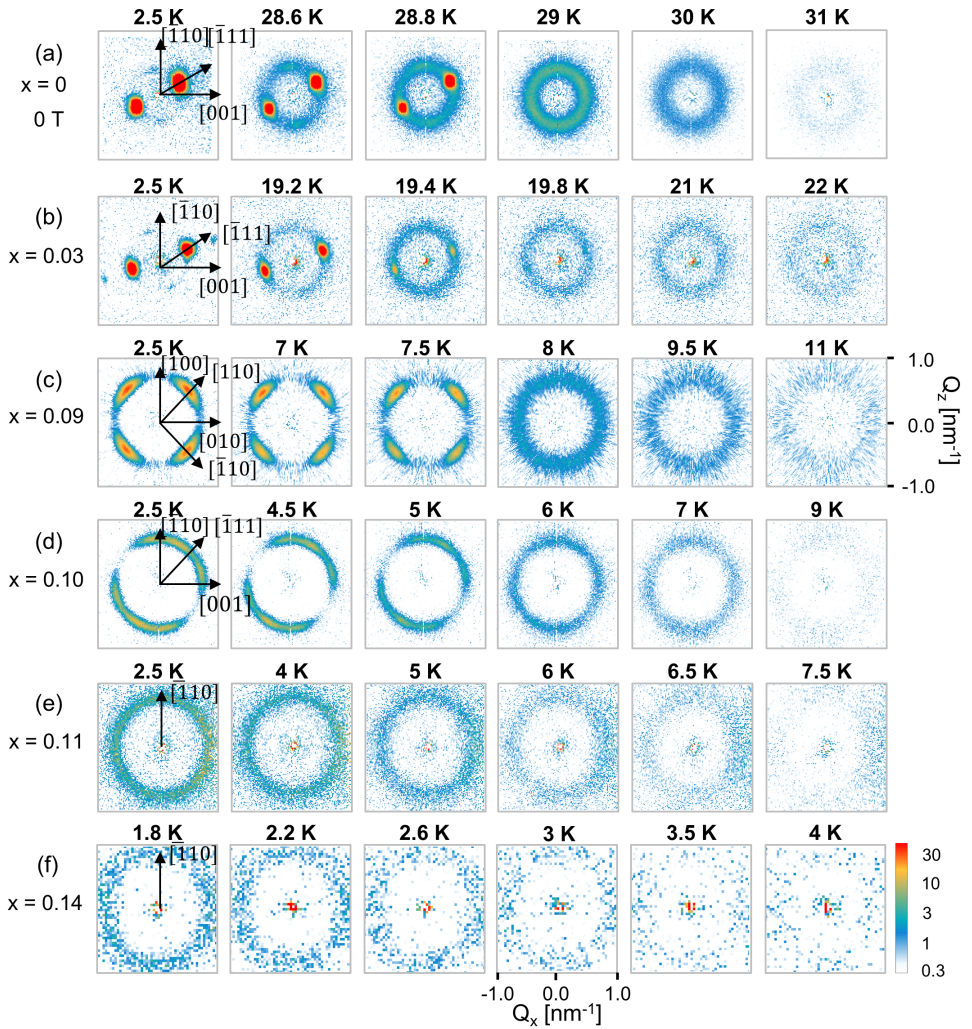 2.5 K 28.6 K 28.8 K 29 K 30 K 31 K
(a)
x = 0
0 T
[1̅10] [1̅11]
[001]
2.5 K 19.2 K 19.4 K 19.8 K 21 K 22 K
(b)
x = 0.03
[1̅10]
[1̅11]
[001]
2.5 K 7 K 7.5 K 8 K 9.5 K 11 K
(c)
x = 0.09
[100]
[110]
[010]
[1̅10]
1.0
0.0
-1.0
Qz [nm-1]
2.5 K 4.5 K 5 K 6 K 7 K 9 K
(d)
x = 0.10
[1̅10] [1̅11]
[001]
2.5 K 4 K 5 K 6 K 6.5 K 7.5 K
(e)
x = 0.11
[1̅10]
1.8 K 2.2 K 2.6 K 3 K 3.5 K 4 K
(f)
x = 0.14
[1̅10]
30
10
3
1
0.3
-1.0 0.0 1.0
Qx [nm-1]